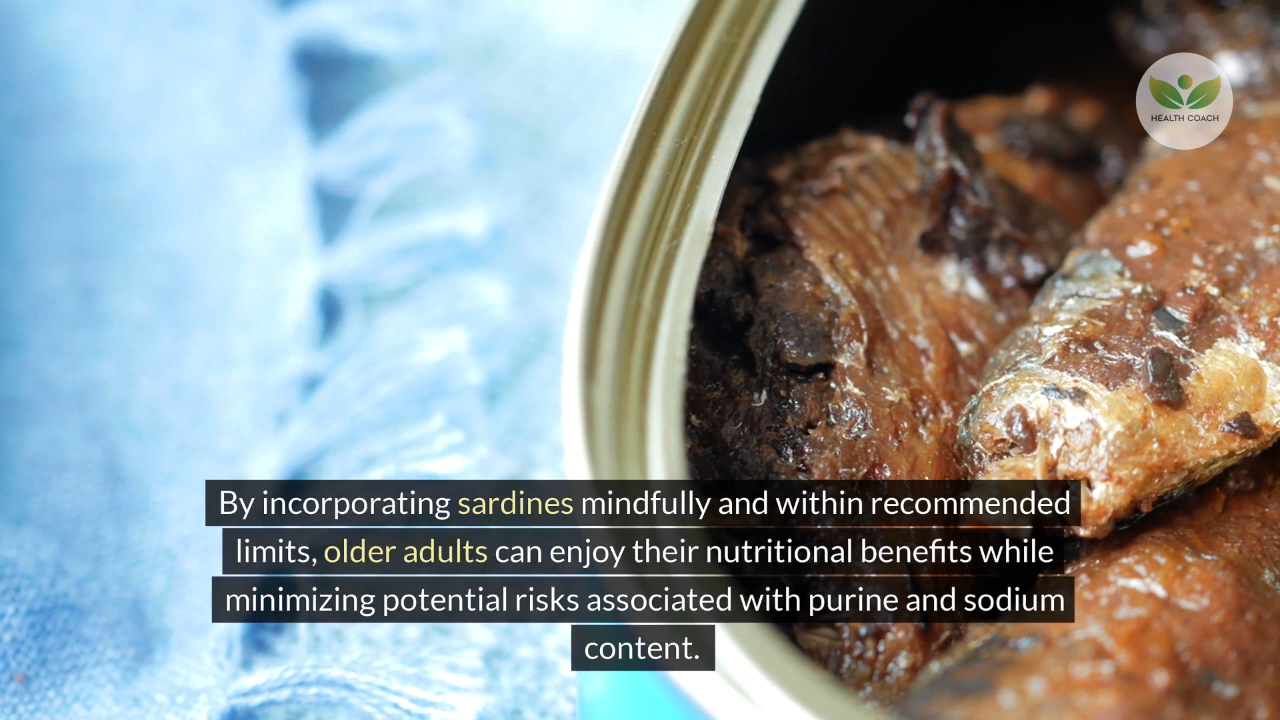 HEALTH COACH
By incorporating sardines mindfully and within recommended
limits, older adults can enjoy their nutritional benefits while
minimizing potential risks associated with purine and sodium
content.